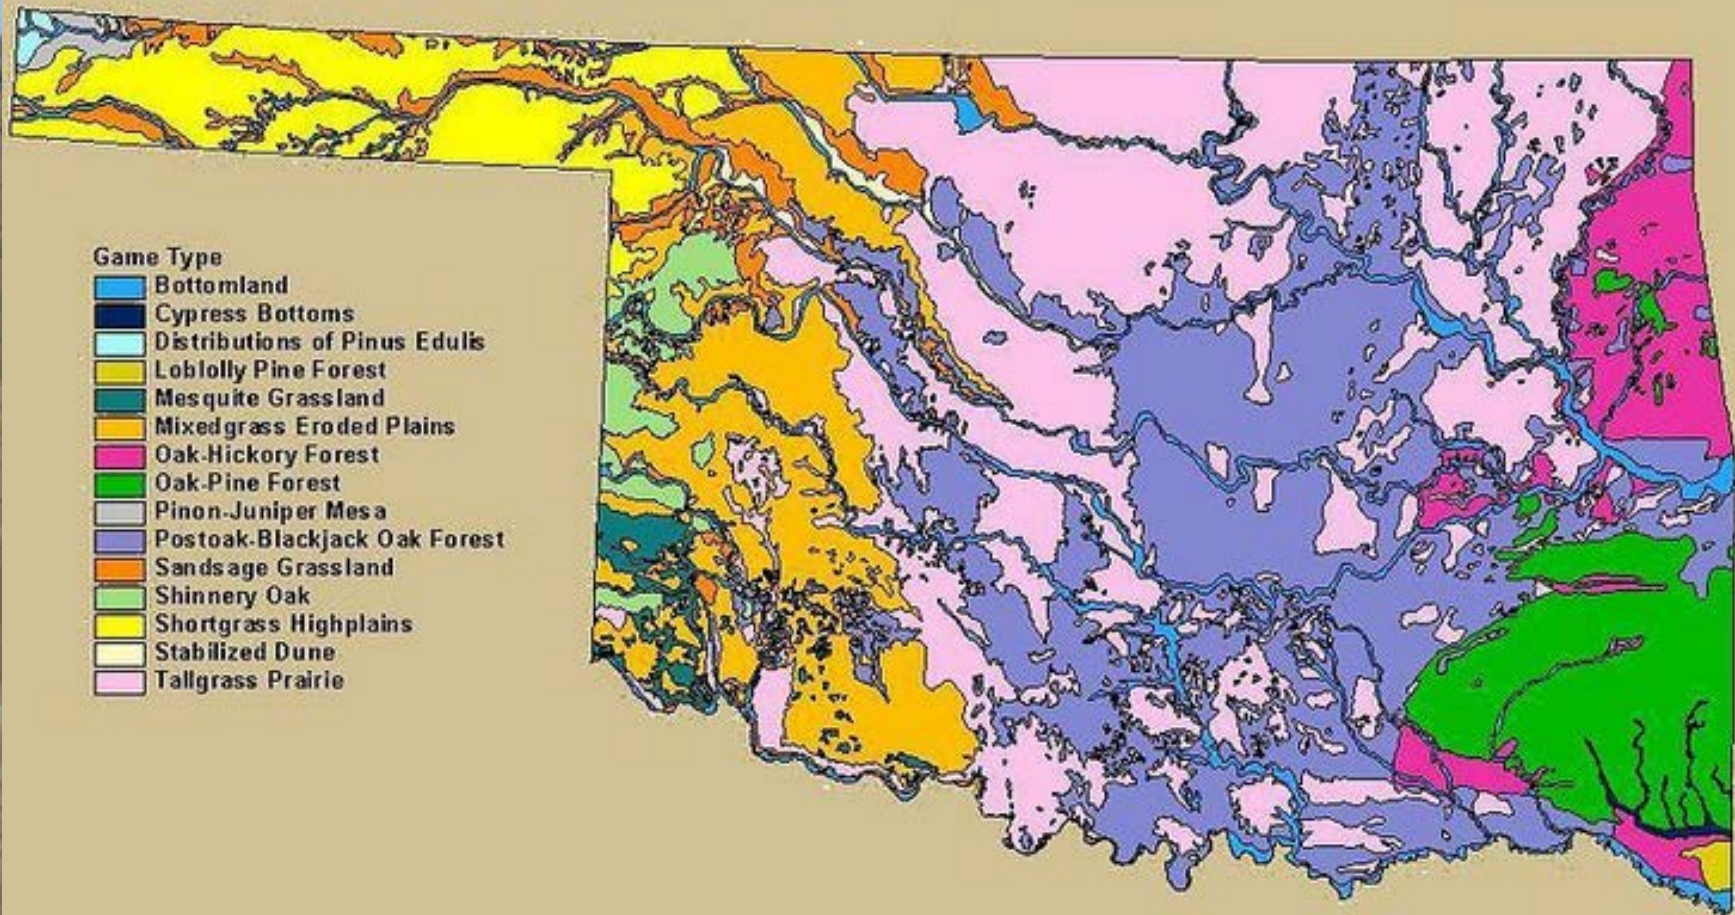 Game Type
Bottomland
Cypress Bottoms
Distributions of Pinus Edulis
Loblolly Pine Forest
Mesquite Grassland
Mixedgrass Eroded Plains
Oak-Hickory Forest
Oak-Pine Forest
Pinon-Juniper Mesa
Postoak-Blackjack Oak Forest
Sandsage Grassland
Shinnery Oak
Shortgrass Highplains
Stabilized Dune
Tallgrass Prairie